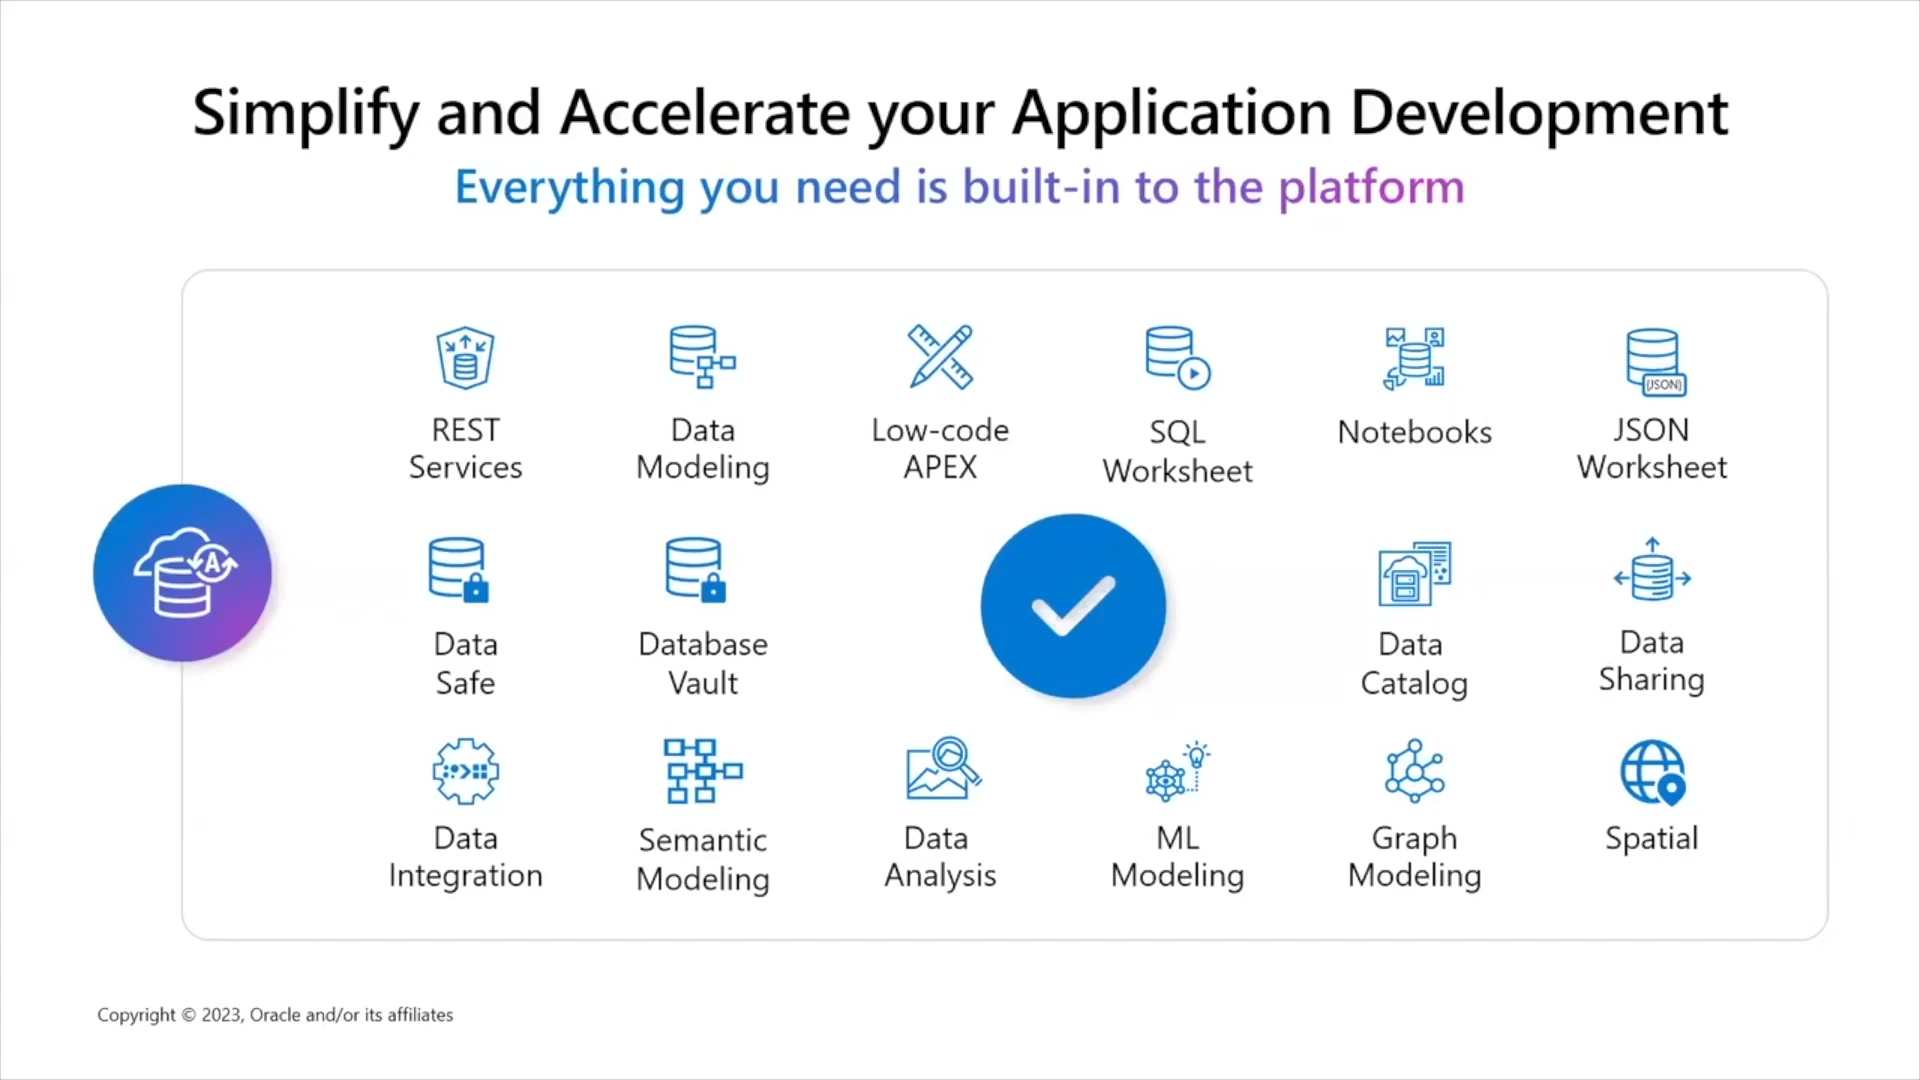 Simplify and Accelerate your Application Development
Everything you need is built-in to the platform
REST
Services
Data
Modeling
Low-code
APEX
SQL
Worksheet
Notebooks
{JSON}
JSON
Worksheet
A
Data
Safe
Database
Vault
Data
Catalog
Data
Sharing
Data
Integration
Semantic
Modeling
Data
Analysis
ML
Modeling
Graph
Modeling
Spatial
Copyright © 2023, Oracle and/or its affiliates